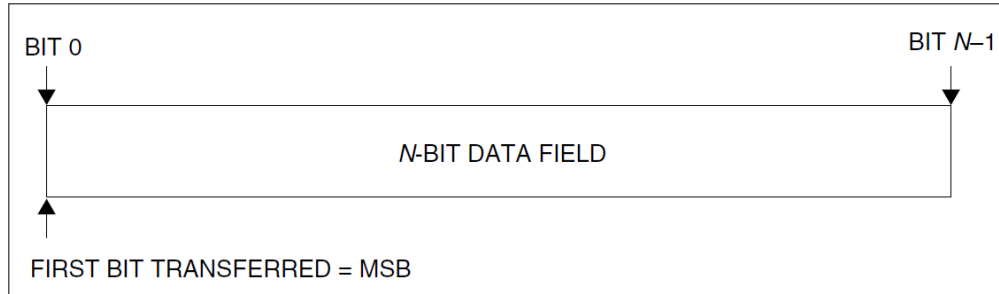 BIT 0
BIT N–1
N-BIT DATA FIELD
FIRST BIT TRANSFERRED = MSB